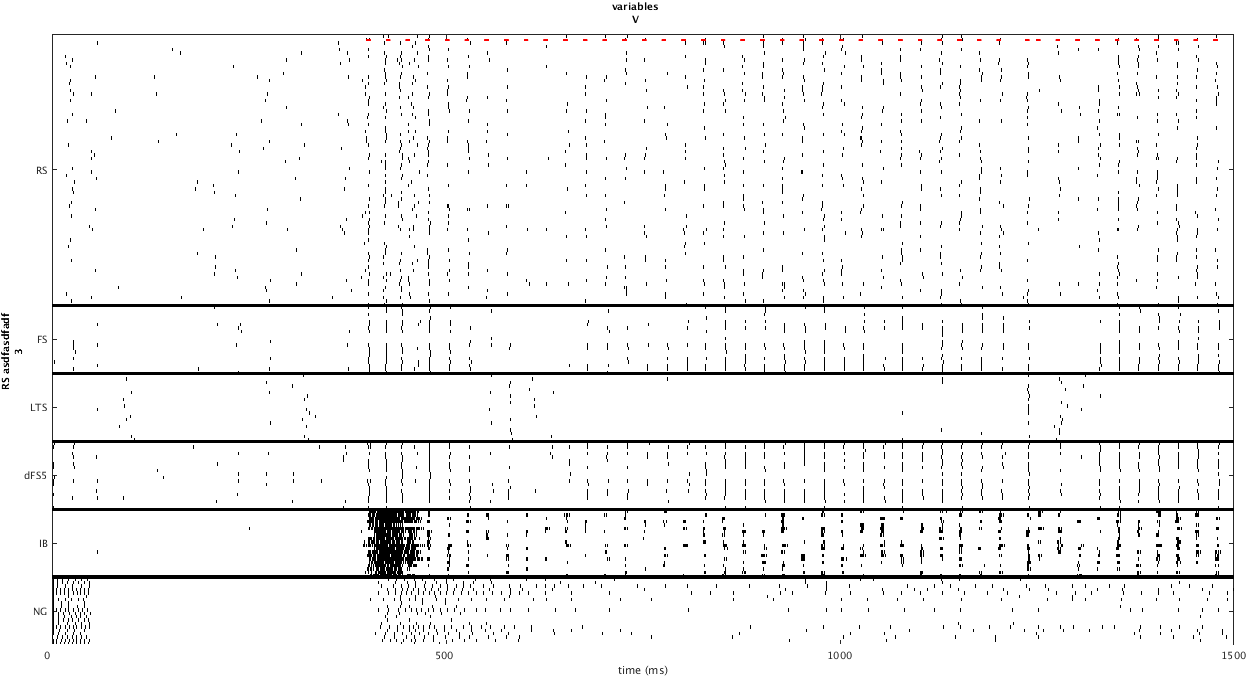 variables
V
RS
FS
LTS
dFS5
IB
NG
RS asdfasdfadf
3
0
500
1000
1500
time (ms)